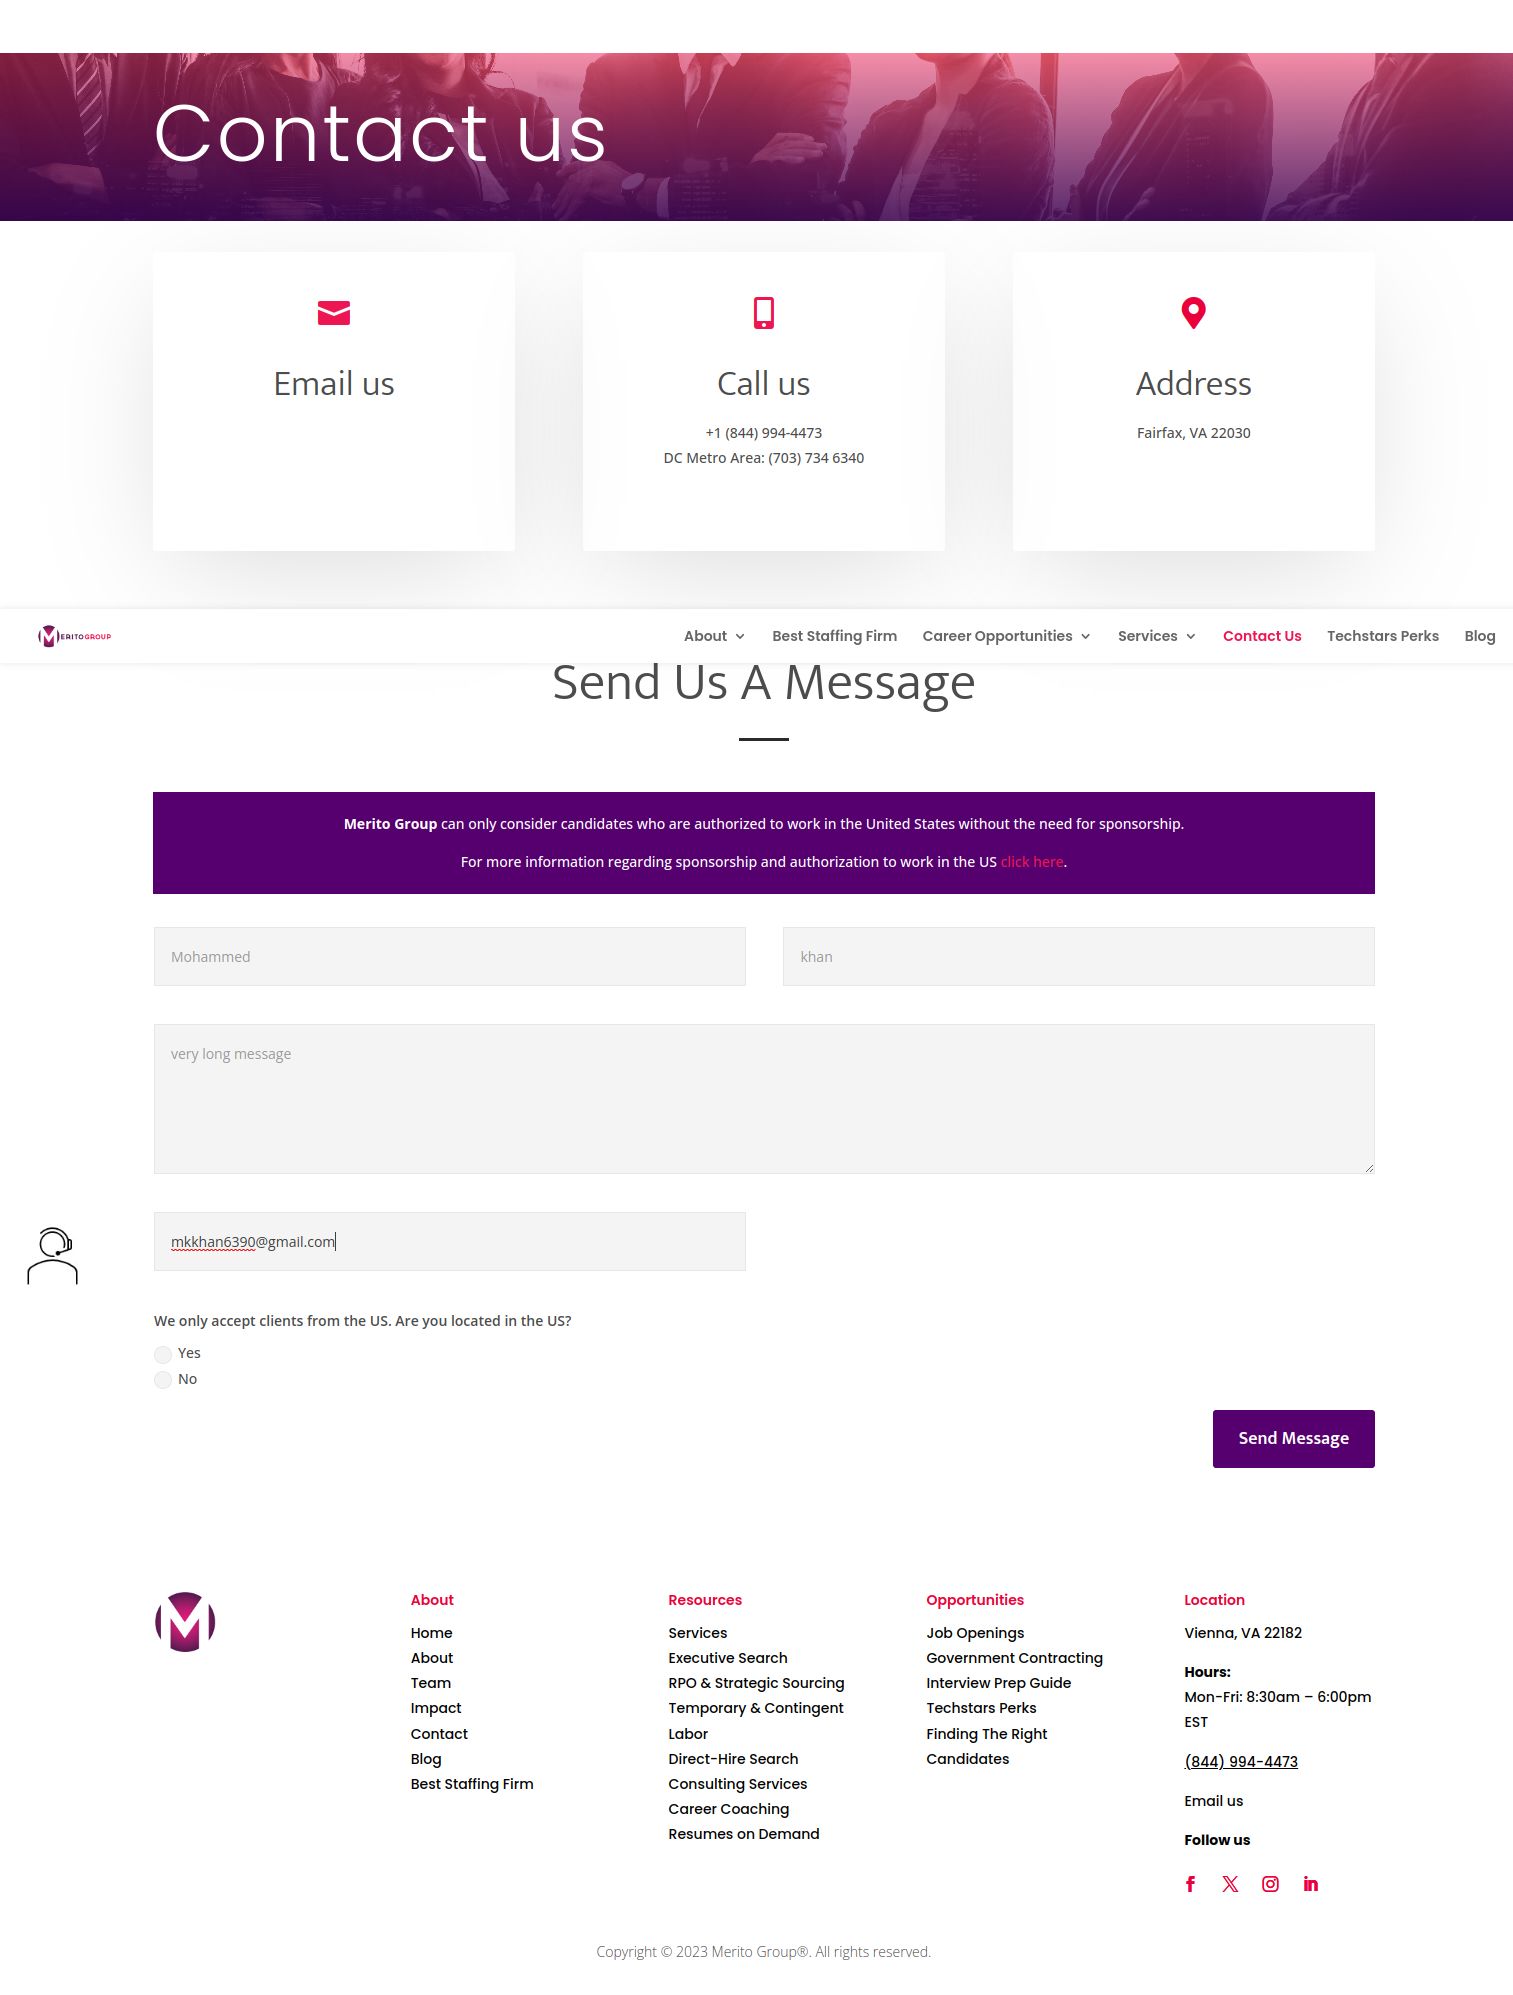 Contact us
Email us
Call us
+1 (844) 994-4473
DC Metro Area: (703) 734 6340
Address
Fairfax, VA 22030
MERITOGROUP
About
Best Staffing Firm
Career Opportunities
Services
Contact Us
Techstars Perks
Blog
Send Us A Message
Merito Group can only consider candidates who are authorized to work in the United States without the need for sponsorship.
For more information regarding sponsorship and authorization to work in the US click here.
Mohammed
khan
very long message
mkkhan6390@gmail.com
We only accept clients from the US. Are you located in the US?
Yes
No
Send Message
M
About
Home
About
Team
Impact
Contact
Blog
Best Staffing Firm
Resources
Services
Executive Search
RPO & Strategic Sourcing
Temporary & Contingent
Labor
Direct-Hire Search
Consulting Services
Career Coaching
Resumes on Demand
Opportunities
Job Openings
Government Contracting
Interview Prep Guide
Techstars Perks
Finding The Right
Candidates
Location
Vienna, VA 22182
Hours:
Mon-Fri: 8:30am – 6:00pm
EST
(844) 994-4473
Email us
Follow us
Copyright © 2023 Merito Group®. All rights reserved.